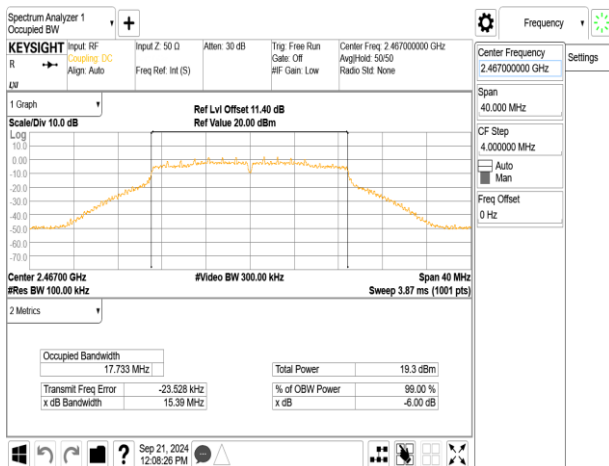 Spectrum Analyzer 1
Occupied BW
Frequency
KEYSIGHT
R
LXI
Input: RF
Coupling: DC
Align: Auto
Input Z: 50 Ω
Freq Ref: Int (S)
Atten: 30 dB
Trig: Free Run
Gate: Off
#IF Gain: Low
Center Freq: 2.467000000 GHz
Avg|Hold: 50/50
Radio Std: None
Center Frequency
2.467000000 GHz
Settings
Span
40.000 MHz
CF Step
4.000000 MHz
Auto
Man
Freq Offset
0 Hz
1 Graph
Scale/Div 10.0 dB
Ref Lvl Offset 11.40 dB
Ref Value 20.00 dBm
Log
10.0
0.00
-10.0
-20.0
-30.0
-40.0
-50.0
-60.0
-70.0
Center 2.46700 GHz
#Res BW 100.00 kHz
#Video BW 300.00 kHz
Span 40 MHz
Sweep 3.87 ms (1001 pts)
2 Metrics
Occupied Bandwidth
17.733 MHz
Total Power 19.3 dBm
Transmit Freq Error -23.528 kHz
% of OBW Power 99.00 %
x dB Bandwidth 15.39 MHz
x dB -6.00 dB
?
Sep 21, 2024
12:08:26 PM